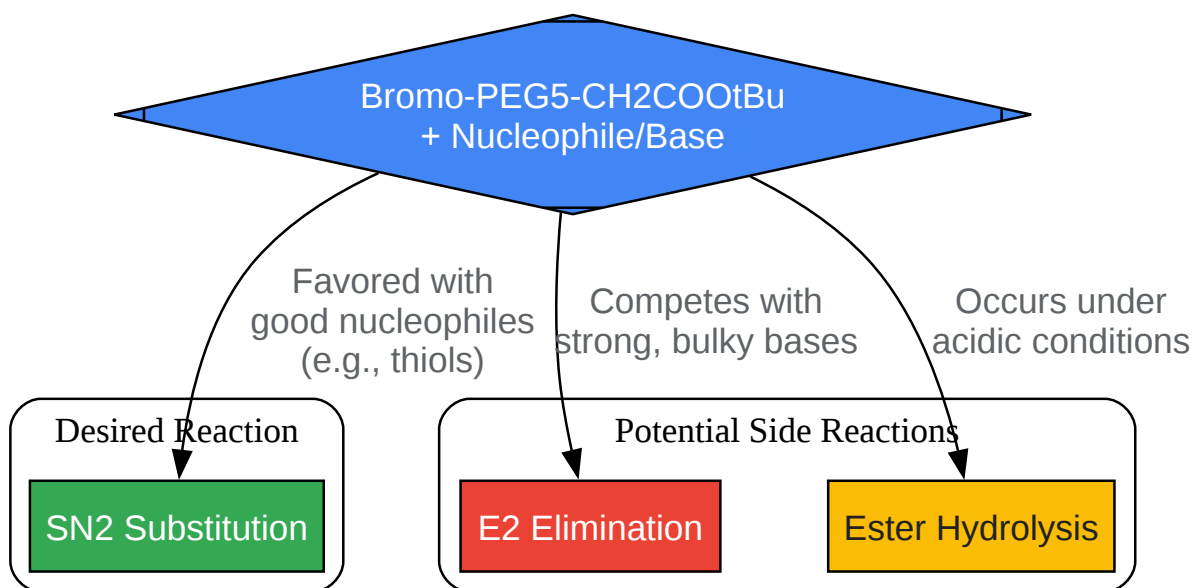 Bromo-PEG5-CH2COOtBu
+ Nucleophile/Base
Favored with
good nucleophiles
(e.g., thiols)
Competes with
strong, bulky bases
Occurs under
acidic conditions
Desired Reaction
Potential Side Reactions
SN2 Substitution
E2 Elimination
Ester Hydrolysis